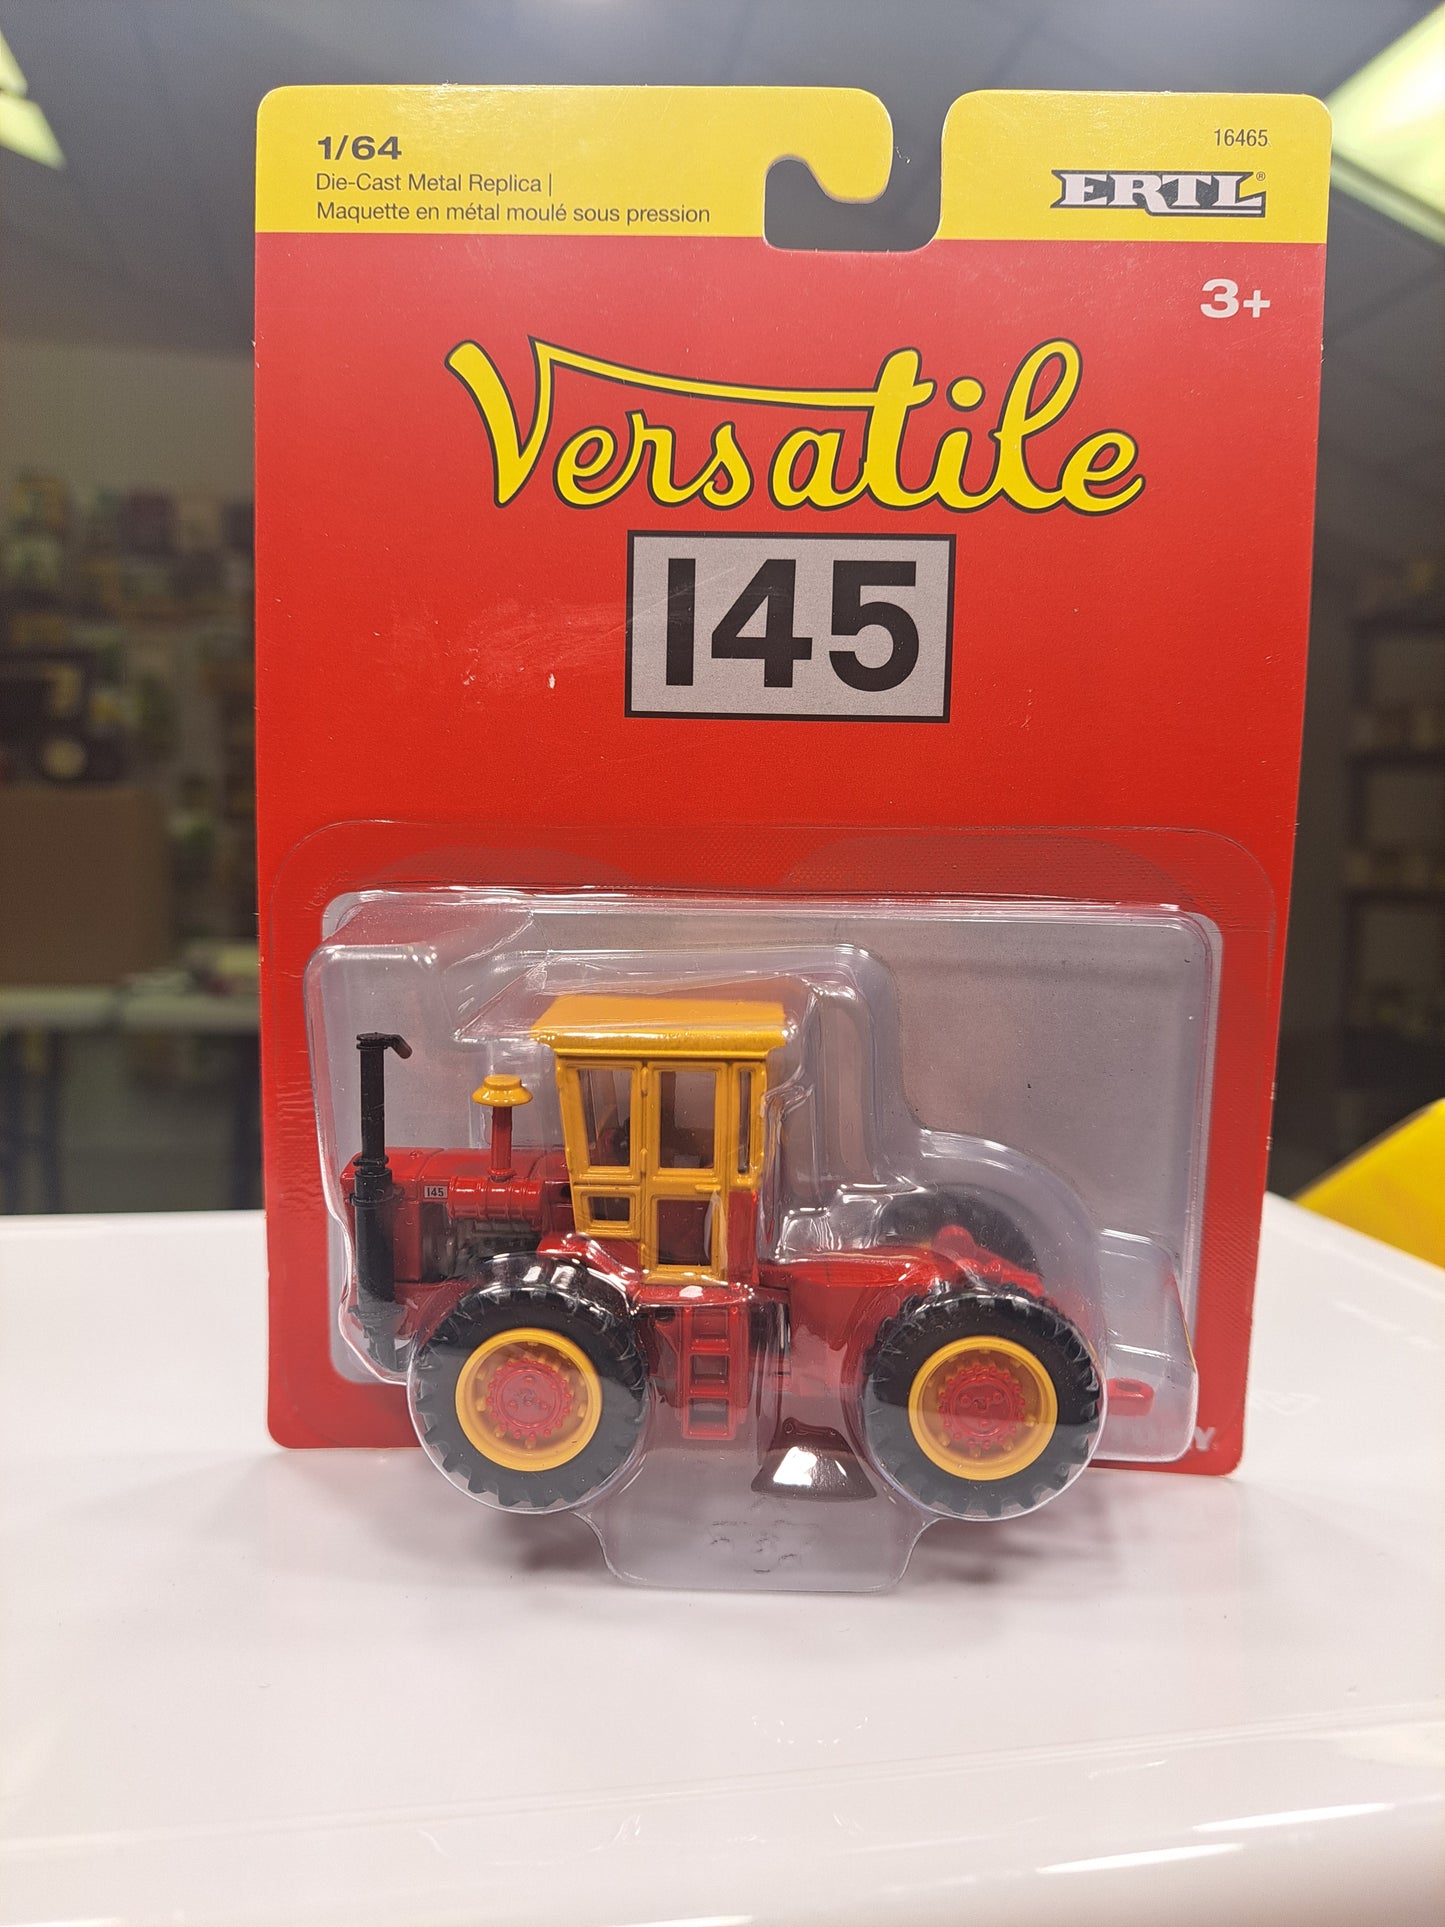 1/64
Die-Cast Metal Replica |
Maquette en métal moulé sous pression
16465
ERTL®
3+
Versatile
145
145